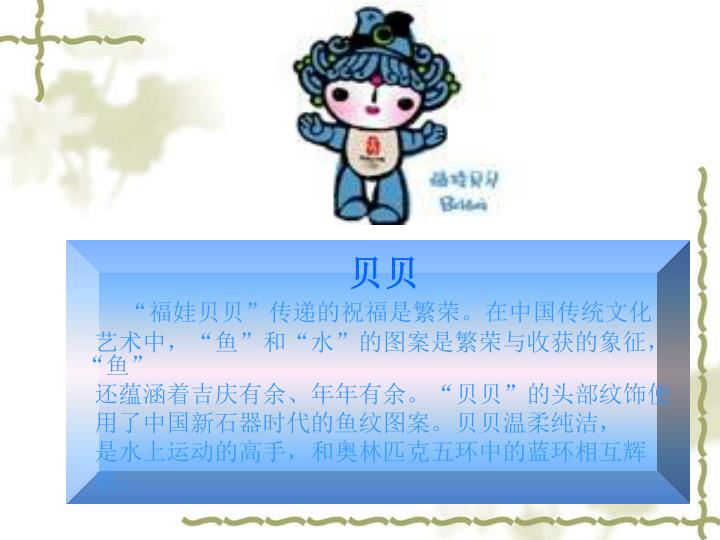 福娃贝贝
贝贝
“福娃贝贝”传递的祝福是繁荣。在中国传统文化
艺术中，“鱼”和“水”的图案是繁荣与收获的象征，
“鱼”
还蕴涵着吉庆有余、年年有余。“贝贝”的头部纹饰使
用了中国新石器时代的鱼纹图案。贝贝温柔纯洁，
是水上运动的高手，和奥林匹克五环中的蓝环相互辉